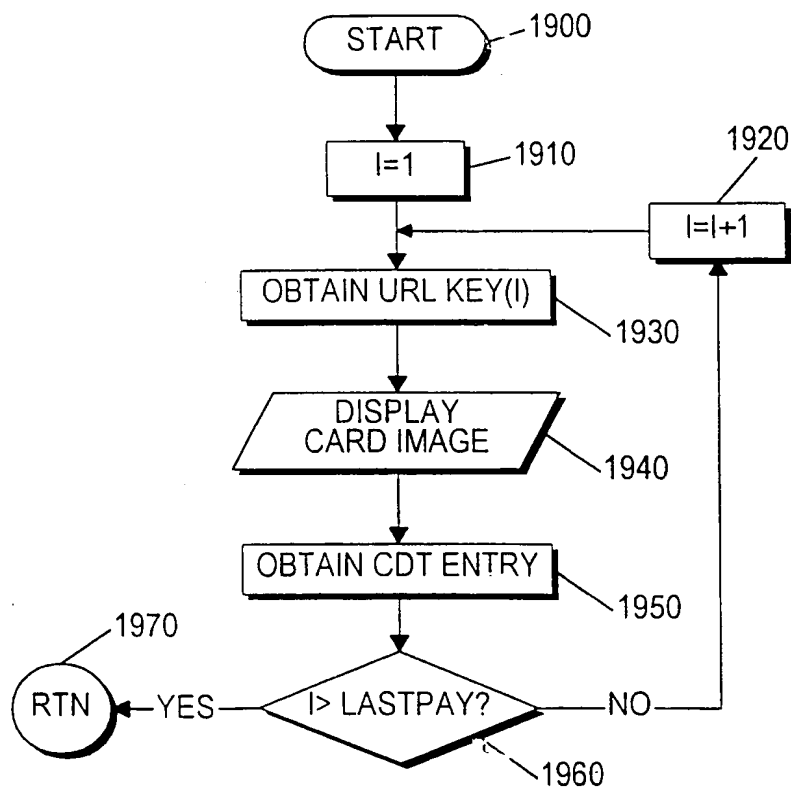 START
1900
I=1
1910
1920
I=I+1
OBTAIN URL KEY(I)
1930
DISPLAY
CARD IMAGE
1940
OBTAIN CDT ENTRY
1950
1970
RTN
YES
I> LASTPAY?
NO
1960